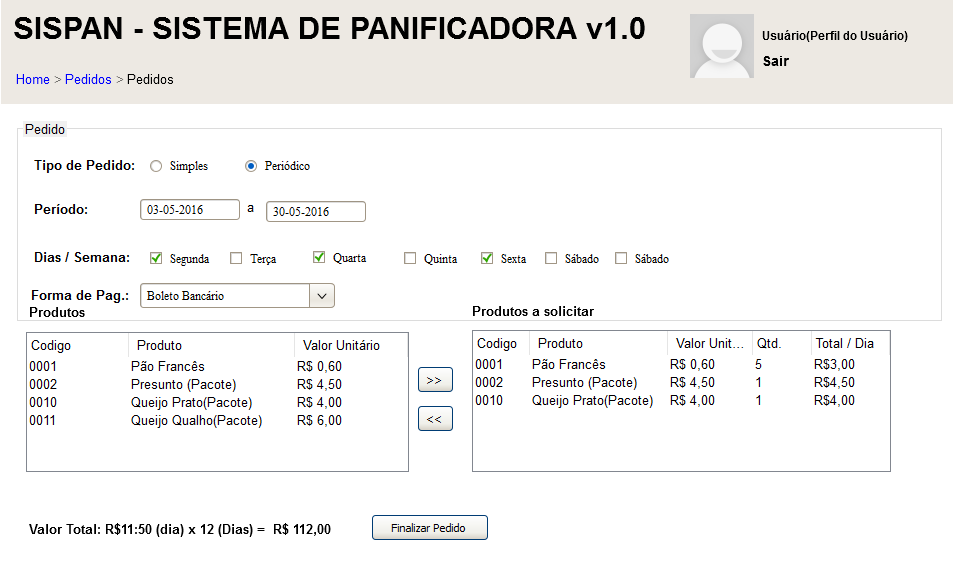 SISPAN - SISTEMA DE PANIFICADORA v1.0
Usuário(Perfil do Usuário)
Sair
Home > Pedidos > Pedidos
Pedido
Tipo de Pedido: Simples Periódico
Período: 03-05-2016 a 30-05-2016
Dias / Semana: Segunda Terça Quarta Quinta Sexta Sábado Sábado
Forma de Pag.: Boleto Bancário
Produtos
Codigo Produto Valor Unitário
0001 Pão Francês R$ 0,60
0002 Presunto (Pacote) R$ 4,50
0010 Queijo Prato(Pacote) R$ 4,00
0011 Queijo Qualho(Pacote) R$ 6,00
>>
<<
Produtos a solicitar
Codigo Produto Valor Unit... Qtd. Total / Dia
0001 Pão Francês R$ 0,60 5 R$3,00
0002 Presunto (Pacote) R$ 4,50 1 R$4,50
0010 Queijo Prato(Pacote) R$ 4,00 1 R$4,00
Valor Total: R$11:50 (dia) x 12 (Dias) = R$ 112,00
Finalizar Pedido